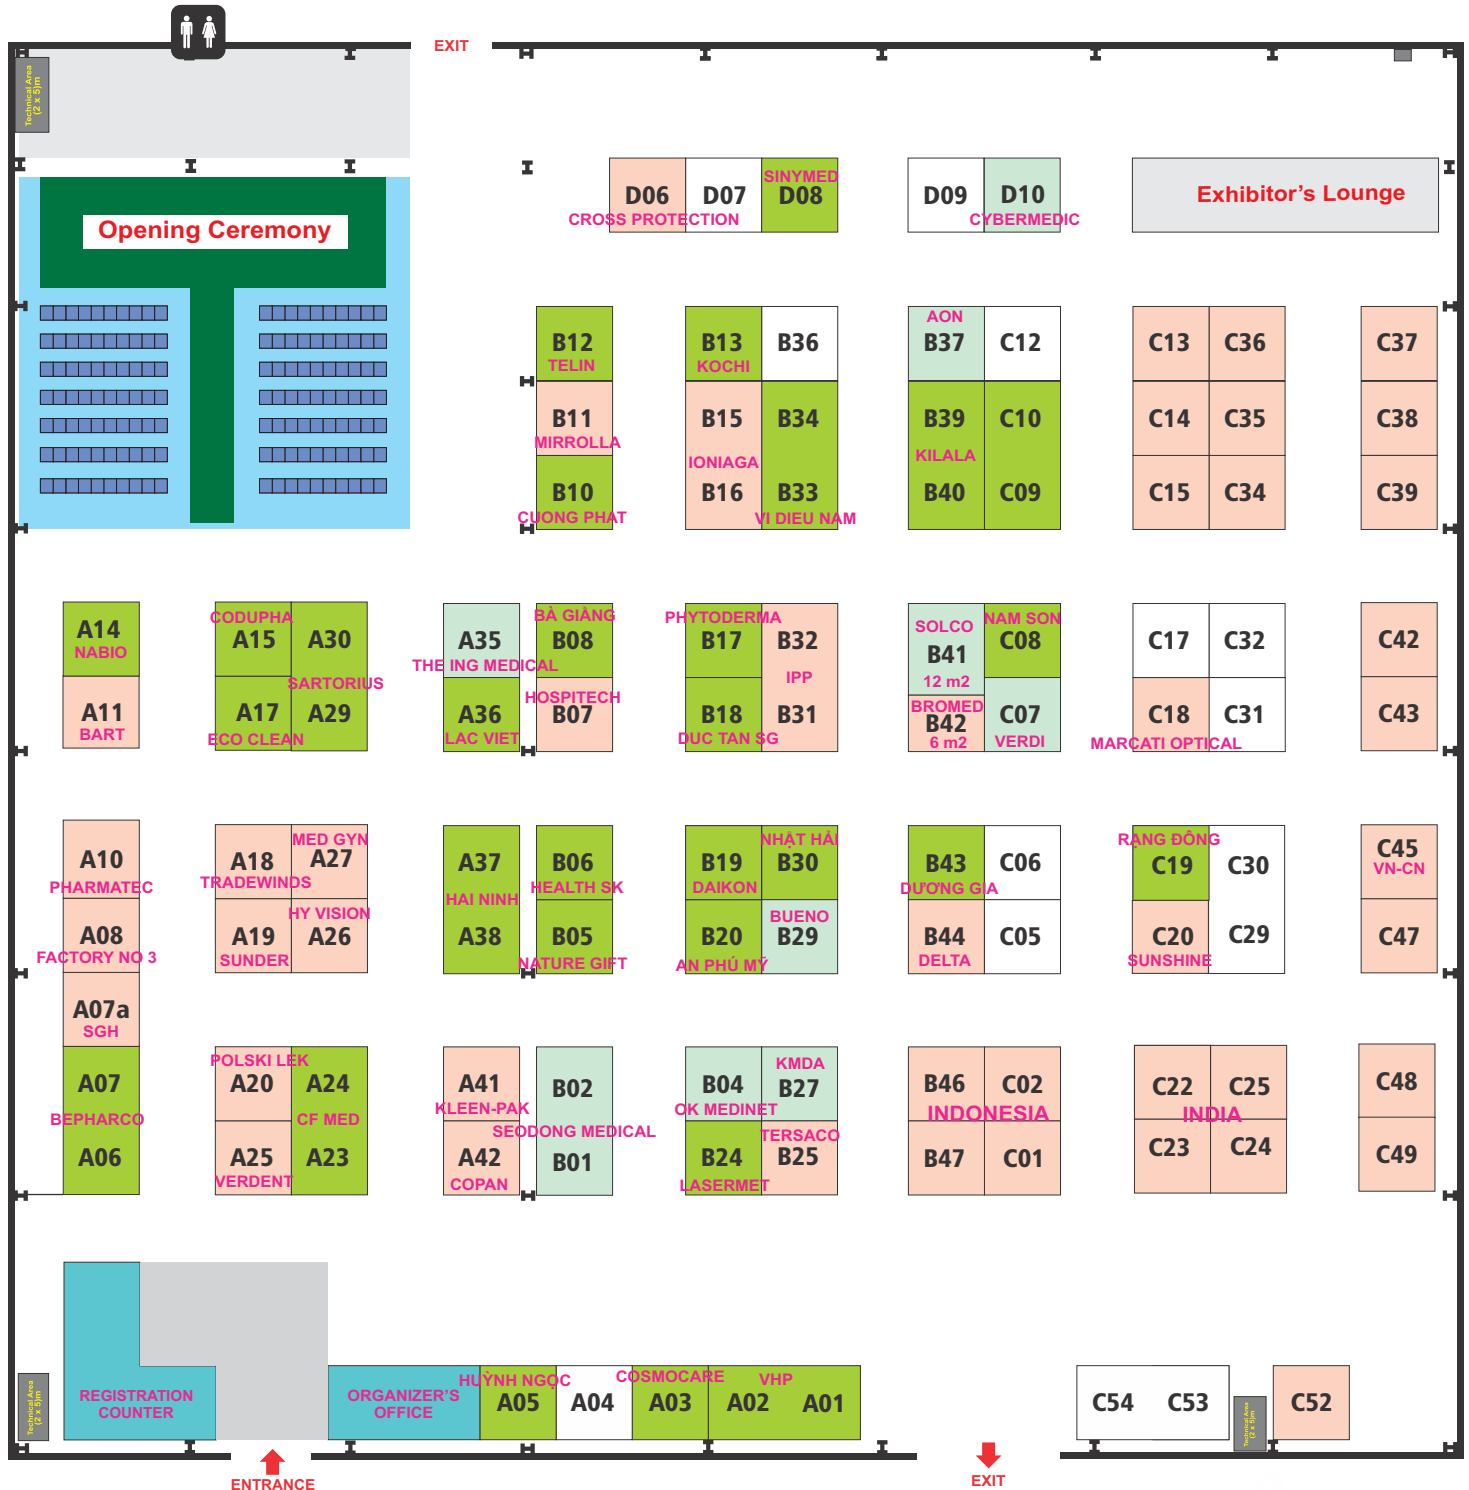 EXIT
Technical Area
(2 x 5)m
SINYMED
D06 D07 D08 D09 D10
CROSS PROTECTION CYBERMEDIC
Exhibitor's Lounge
Opening Ceremony
AON
B12 B13 B36 B37 C12 C13 C36 C37
TELIN KOCHI
B11 B15 B34 B39 C10 C14 C35 C38
MIRROLLA
IONIAGA KILALA
B10 B16 B33 B40 C09 C15 C34 C39
CUONG PHAT VI DIEU NAM
CODUPHA BÀ GIÀNG PHYTODERMA SOLCO NAM SON
A14 A15 A30 A35 B08 B17 B32 B41 C08 C17 C32 C42
NABIO THE ING MEDICAL
SARTORIUS IPP 12 m2
HOSPITECH BROMED
A11 A17 A29 A36 B07 B18 B31 B42 C07 C18 C31 C43
BART ECO CLEAN LAC VIET DUC TAN SG 6 m2 VERDI MARCATI OPTICAL
MED GYN NHẬT HẢI RẠNG ĐÔNG
A10 A18 A27 A37 B06 B19 B30 B43 C06 C19 C30 C45
PHARMATEC TRADEWINDS HEALTH SK DAIKON DƯƠNG GIA VN-CN
HAI NINH
HY VISION BUENO
A08 A19 A26 A38 B05 B20 B29 B44 C05 C20 C29 C47
FACTORY NO 3 SUNDER NATURE GIFT AN PHÚ MỸ DELTA SUNSHINE
A07a
SGH
POLSKI LEK KMDA
A07 A20 A24 A41 B02 B04 B27 B46 C02 C22 C25 C48
KLEEN-PAK OK MEDINET
BEPHARCO CF MED INDONESIA INDIA
SEODONG MEDICAL TERSACO
A06 A25 A23 A42 B01 B24 B25 B47 C01 C23 C24 C49
VERDENT COPAN LASERMET
HUỲNH NGỌC COSMOCARE VHP
REGISTRATION
COUNTER
ORGANIZER'S
OFFICE
A05 A04 A03 A02 A01 C54 C53 C52
Technical Area
(2 x 5)m
Technical Area
(2 x 5)m
ENTRANCE
EXIT